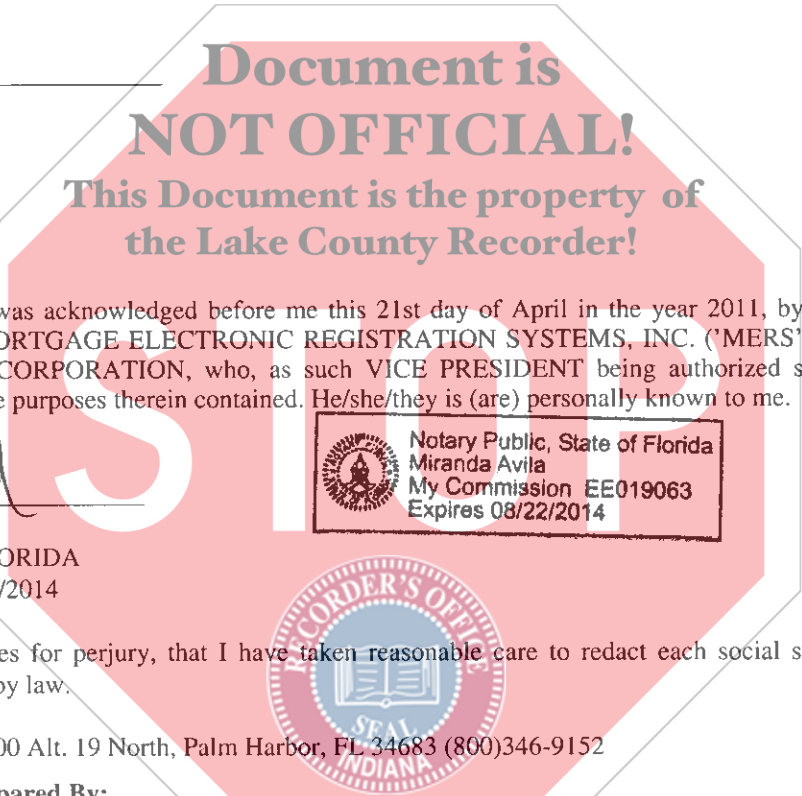 Document is
NOT OFFICIAL!
This Document is the property of
the Lake County Recorder!
was acknowledged before me this 21st day of April in the year 2011, by
ORTGAGE ELECTRONIC REGISTRATION SYSTEMS, INC. ('MERS'
CORPORATION, who, as such VICE PRESIDENT being authorized s
e purposes therein contained. He/she/they is (are) personally known to me.
STOP
Notary Public, State of Florida
Miranda Avila
My Commission EE019063
Expires 08/22/2014
ORIDA
/2014
RECORDER'S OFFICE
SEAL
INDIANA
es for perjury, that I have taken reasonable care to redact each social s
by law.
00 Alt. 19 North, Palm Harbor, FL 34683 (800)346-9152
pared By: